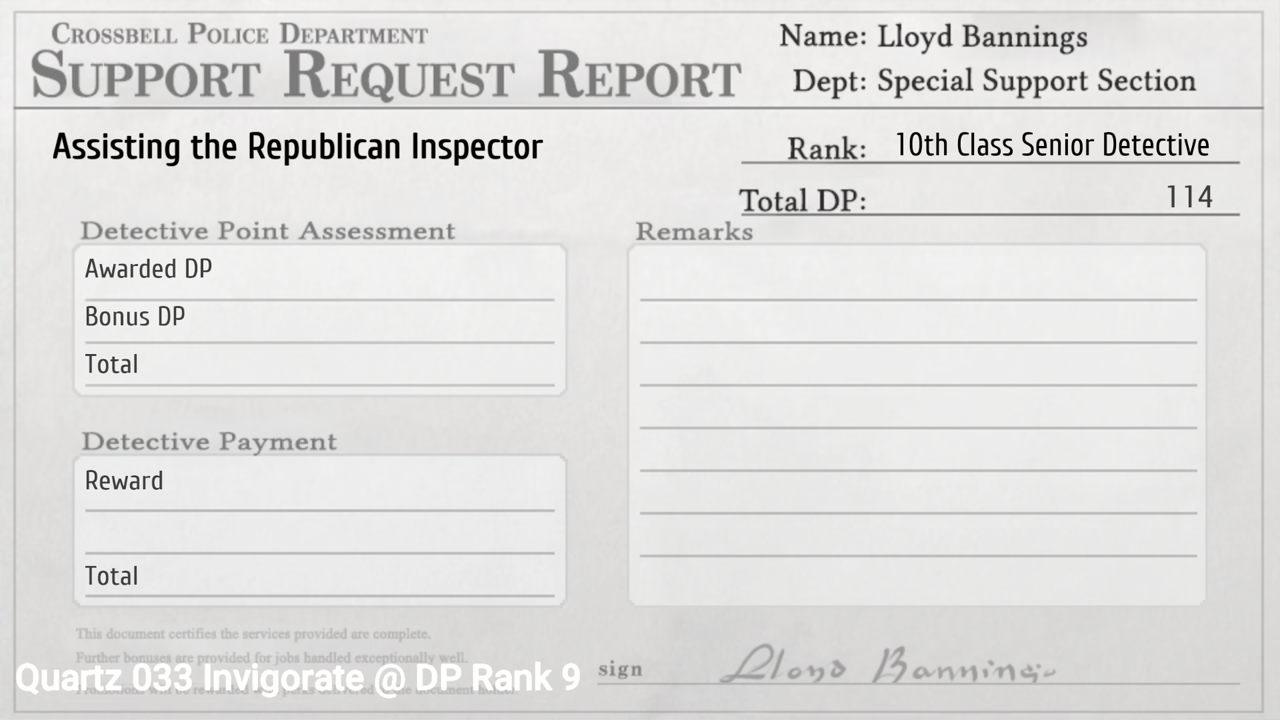 Crossbell Police Department
Support Request Report
Name: Lloyd Bannings
Dept: Special Support Section
Assisting the Republican Inspector
Rank: 10th Class Senior Detective
Total DP: 114
Detective Point Assessment
Awarded DP
Bonus DP
Total
Remarks
Detective Payment
Reward
Total
This document certifies the services provided are complete.
Further bonuses are provided for jobs handled exceptionally well.
Quartz 033 Invigorate @ DP Rank 9
sign Lloyd Bannings